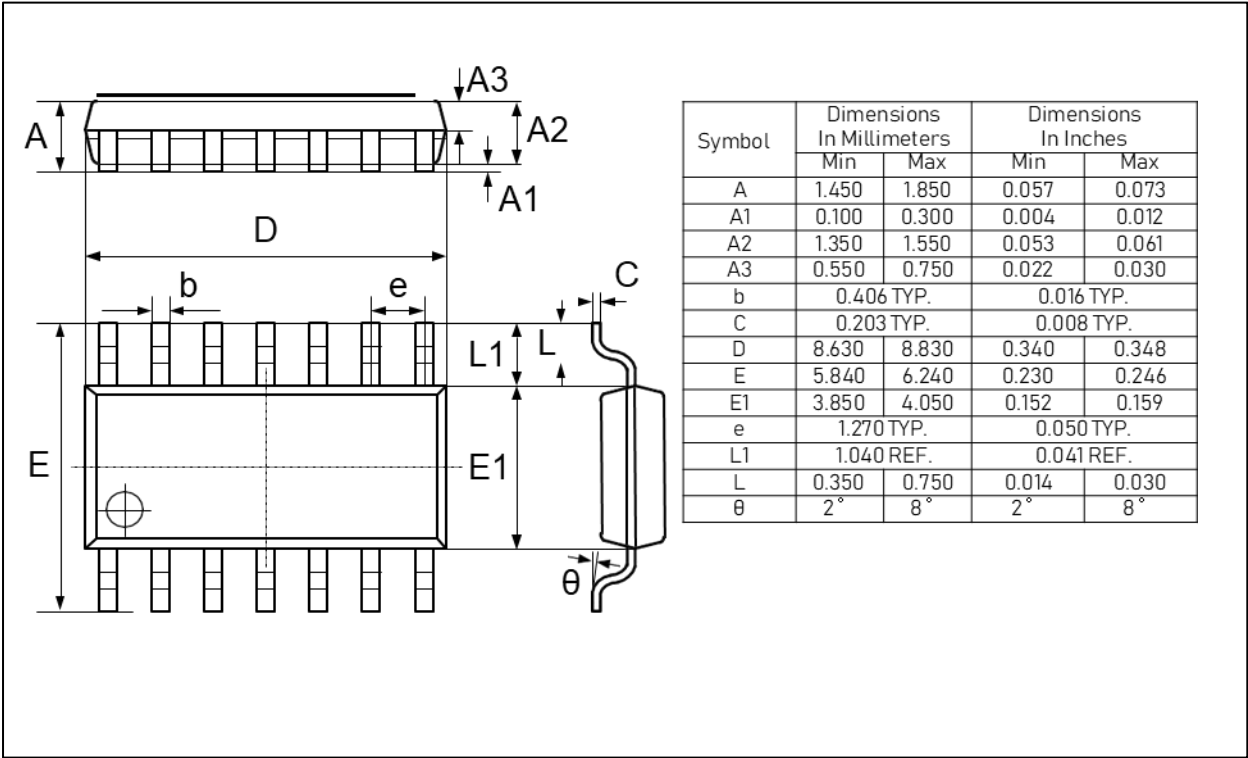 A
A3
A2
A1
D
b
e
C
L1
L
E
E1
θ
Symbol Dimensions In Millimeters Dimensions In Inches
Min Max Min Max
A 1.450 1.850 0.057 0.073
A1 0.100 0.300 0.004 0.012
A2 1.350 1.550 0.053 0.061
A3 0.550 0.750 0.022 0.030
b 0.406 TYP. 0.016 TYP.
C 0.203 TYP. 0.008 TYP.
D 8.630 8.830 0.340 0.348
E 5.840 6.240 0.230 0.246
E1 3.850 4.050 0.152 0.159
e 1.270 TYP. 0.050 TYP.
L1 1.040 REF. 0.041 REF.
L 0.350 0.750 0.014 0.030
θ 2° 8° 2° 8°